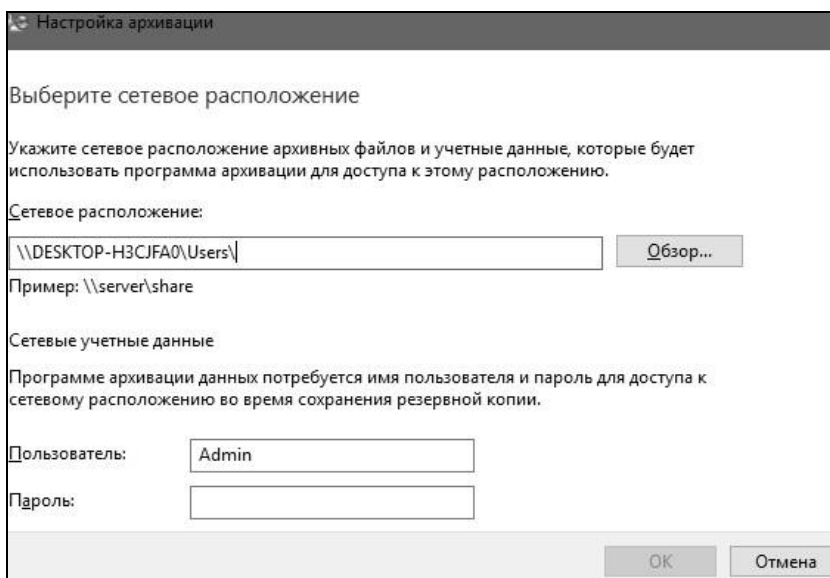 Настройка архивации
Выберите сетевое расположение
Укажите сетевое расположение архивных файлов и учетные данные, которые будет
использовать программа архивации для доступа к этому расположению.
Сетевое расположение:
\\DESKTOP-H3CJFA0\Users\
Обзор...
Пример: \\server\share
Сетевые учетные данные
Программе архивации данных потребуется имя пользователя и пароль для доступа к
сетевому расположению во время сохранения резервной копии.
Пользователь:
Admin
Пароль:
ОК
Отмена